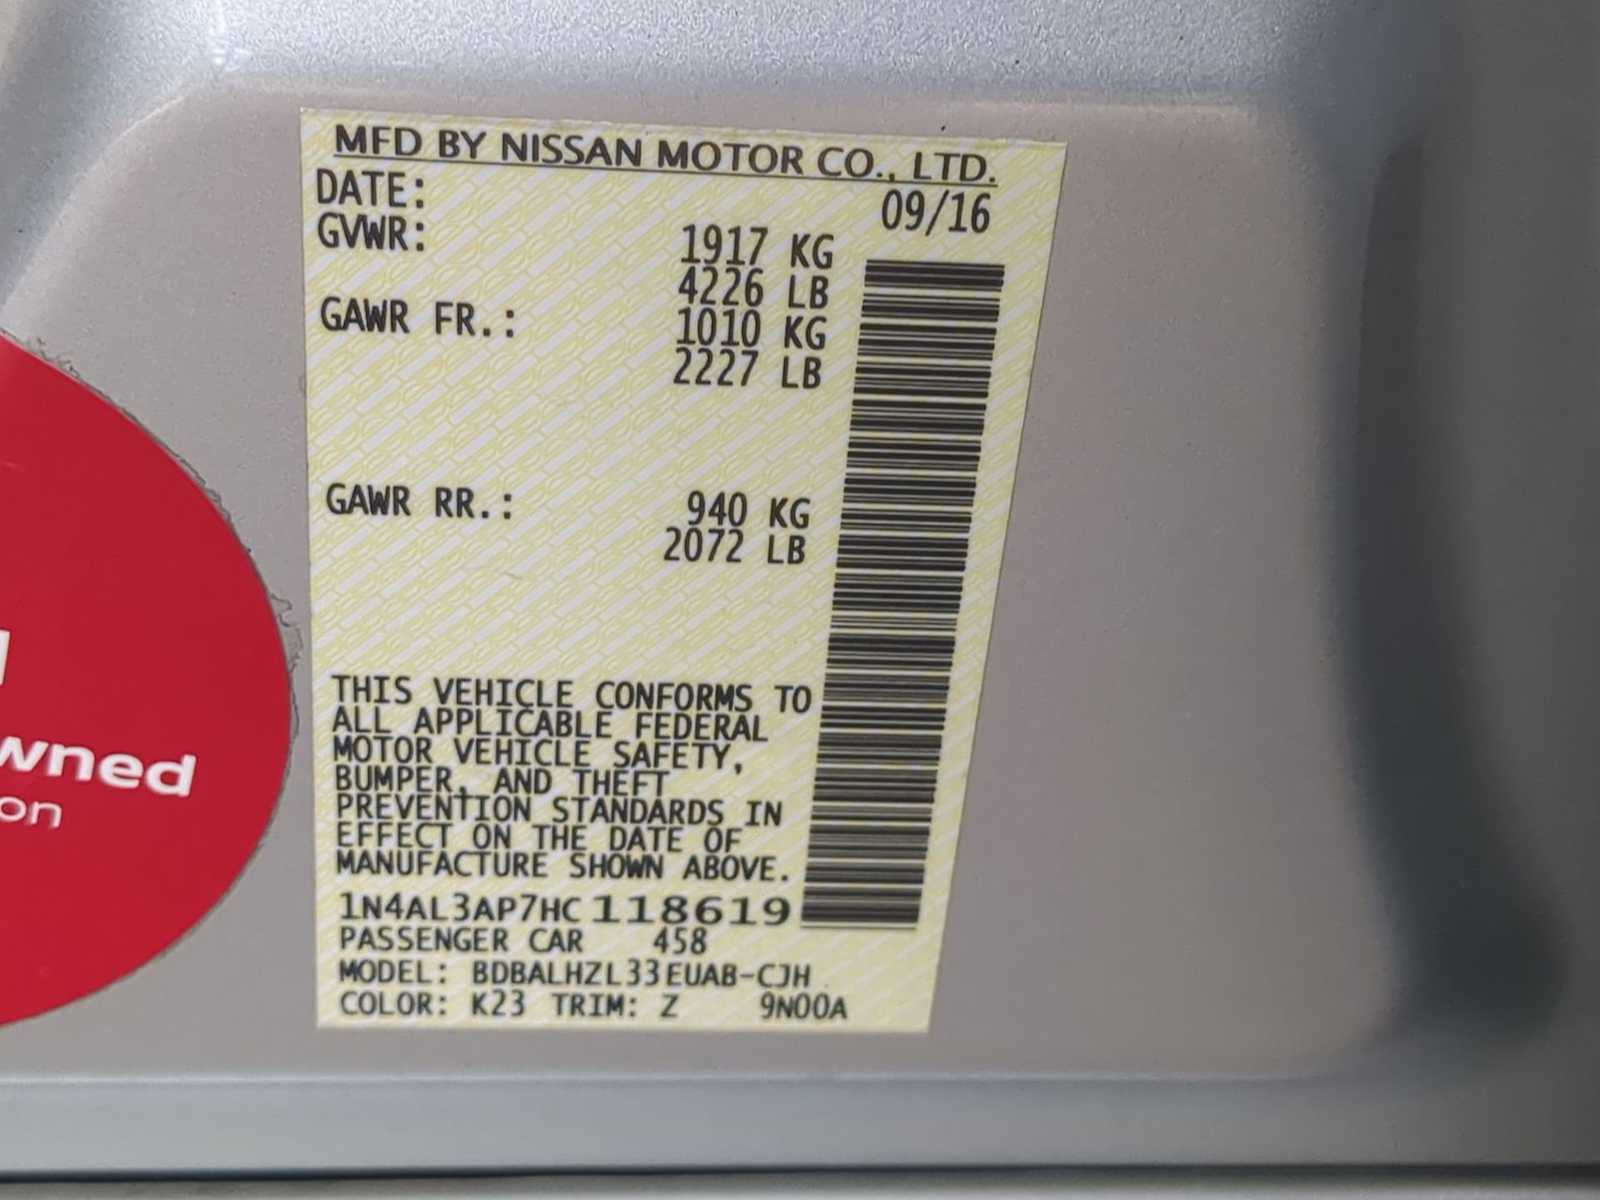 MFD BY NISSAN MOTOR CO., LTD.
DATE: 09/16
GVWR: 1917 KG
4226 LB
GAWR FR.: 1010 KG
2227 LB
GAWR RR.: 940 KG
2072 LB
THIS VEHICLE CONFORMS TO
ALL APPLICABLE FEDERAL
MOTOR VEHICLE SAFETY,
BUMPER, AND THEFT
PREVENTION STANDARDS IN
EFFECT ON THE DATE OF
MANUFACTURE SHOWN ABOVE.
1N4AL3AP7HC118619
PASSENGER CAR 458
MODEL: BDBALHZL33EUAB-CJH
COLOR: K23 TRIM: Z 9N00A
wned
on